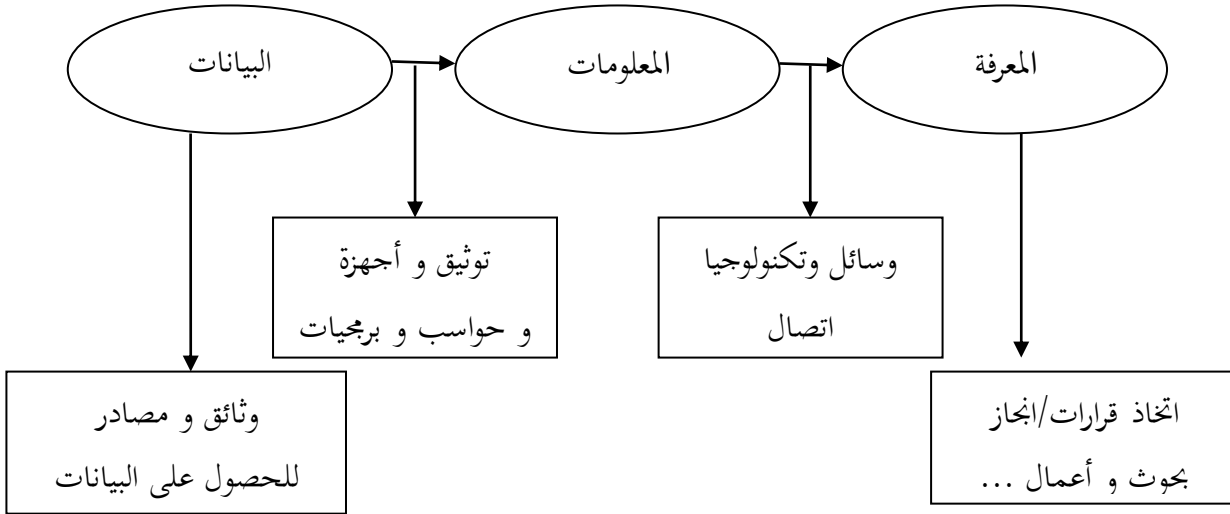 البيانات
المعلومات
المعرفة
توثيق و أجهزة
و حواسب و برمجيات
وسائل وتكنولوجيا
اتصال
وثائق و مصادر
للحصول على البيانات
اتخاذ قرارات/انجاز
بحوث و أعمال ...